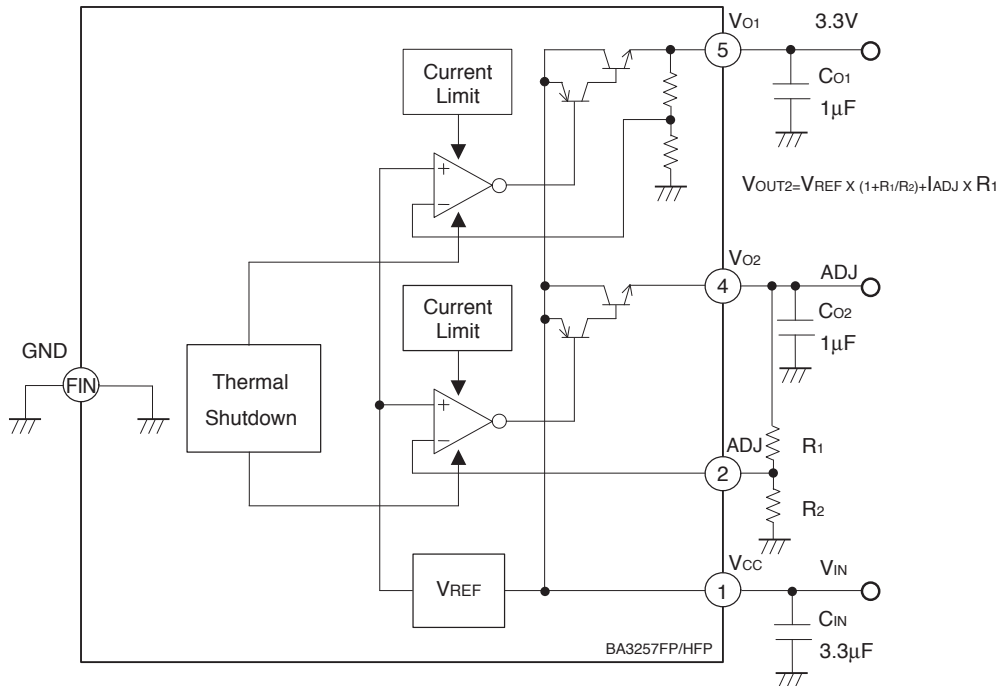 VO1
3.3V
5
Current
Limit
CO1
1μF
+
−
VOUT2=VREF X (1+R1/R2)+IADJ X R1
VO2
ADJ
4
Current
Limit
CO2
1μF
GND
FIN
Thermal
Shutdown
+
−
ADJ
R1
2
R2
VCC
VIN
VREF
1
CIN
3.3μF
BA3257FP/HFP